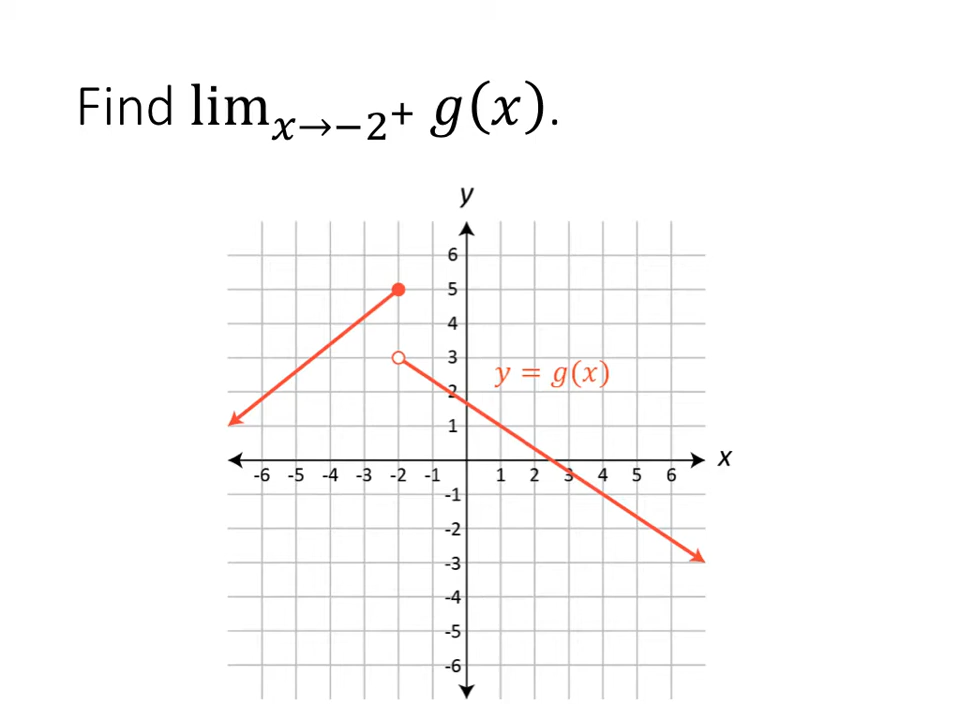 Find lim x→−2⁺ g(x).
y
6
5
4
3
y = g(x)
2
1
x
-6 -5 -4 -3 -2 -1 1 2 3 4 5 6
-1
-2
-3
-4
-5
-6